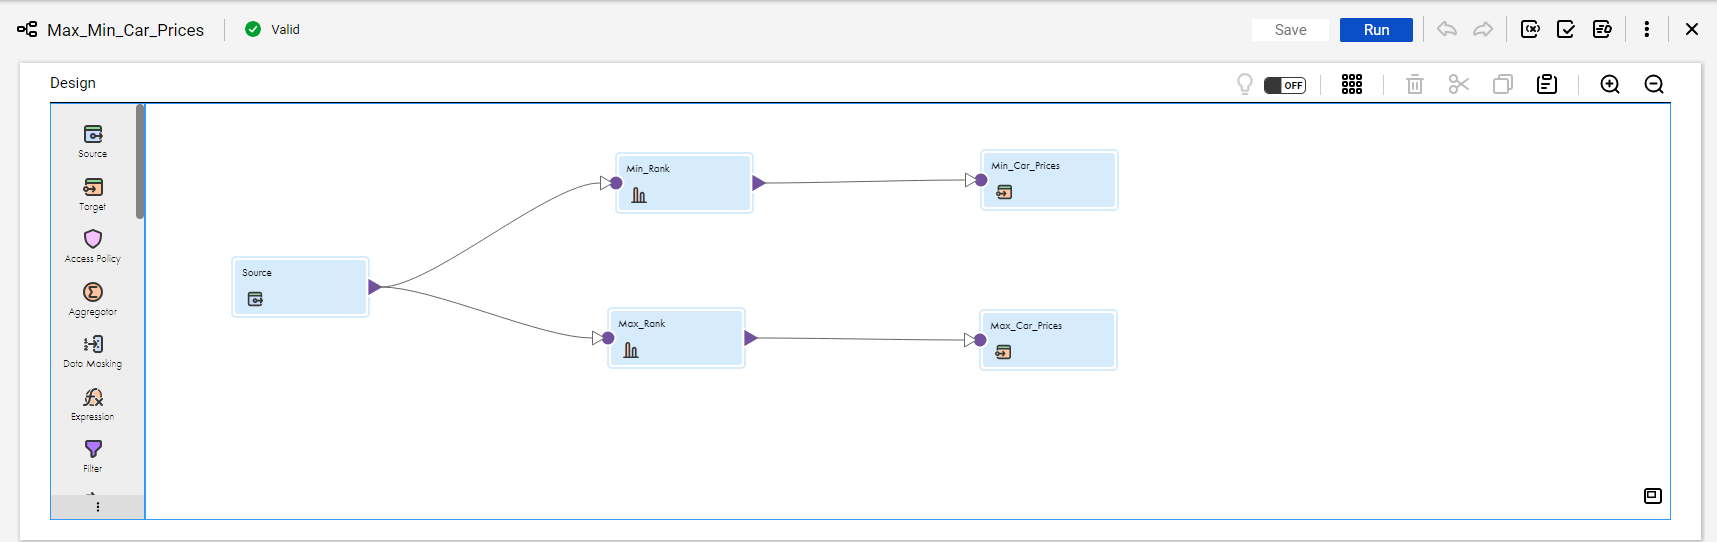 Max_Min_Car_Prices
Valid
Save
Run
Design
OFF
Source
Target
Access Policy
Aggregator
Data Masking
Expression
Filter
Source
Min_Rank
Max_Rank
Min_Car_Prices
Max_Car_Prices